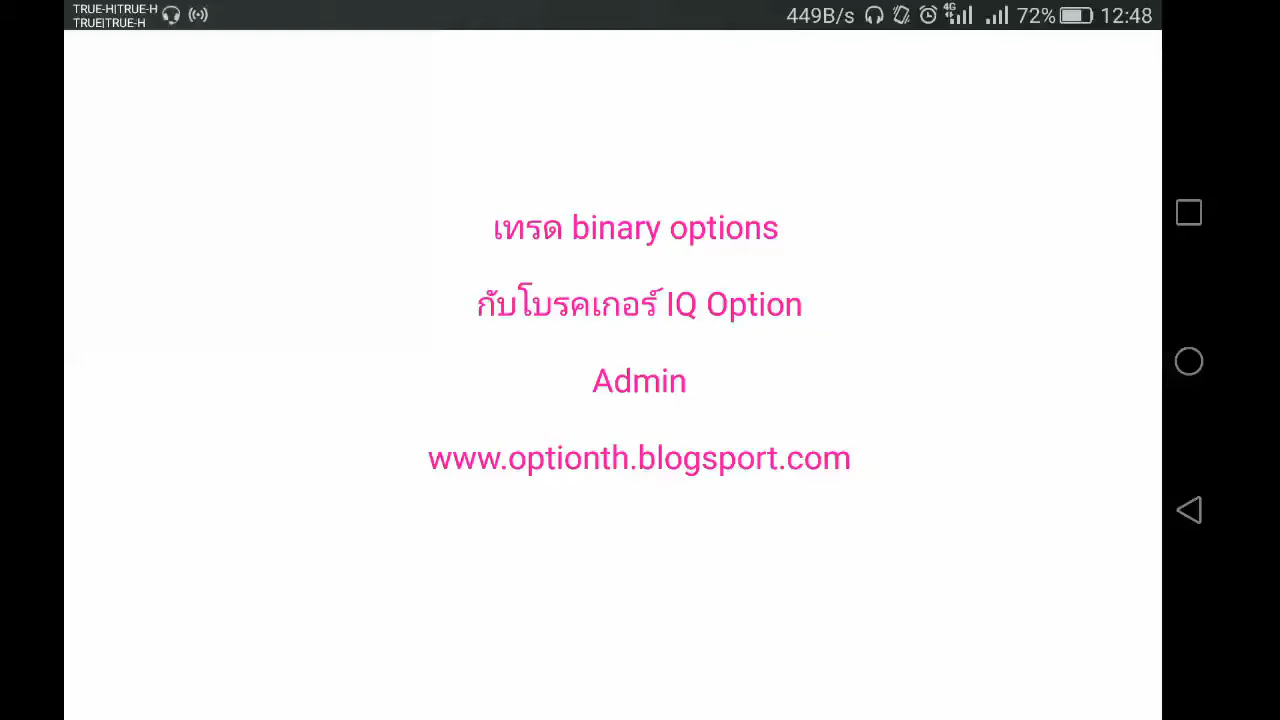 TRUE-H|TRUE-H
TRUE|TRUE-H
449B/s 4G 72% 12:48
เทรด binary options
กับโบรคเกอร์ IQ Option
Admin
www.optionth.blogsport.com